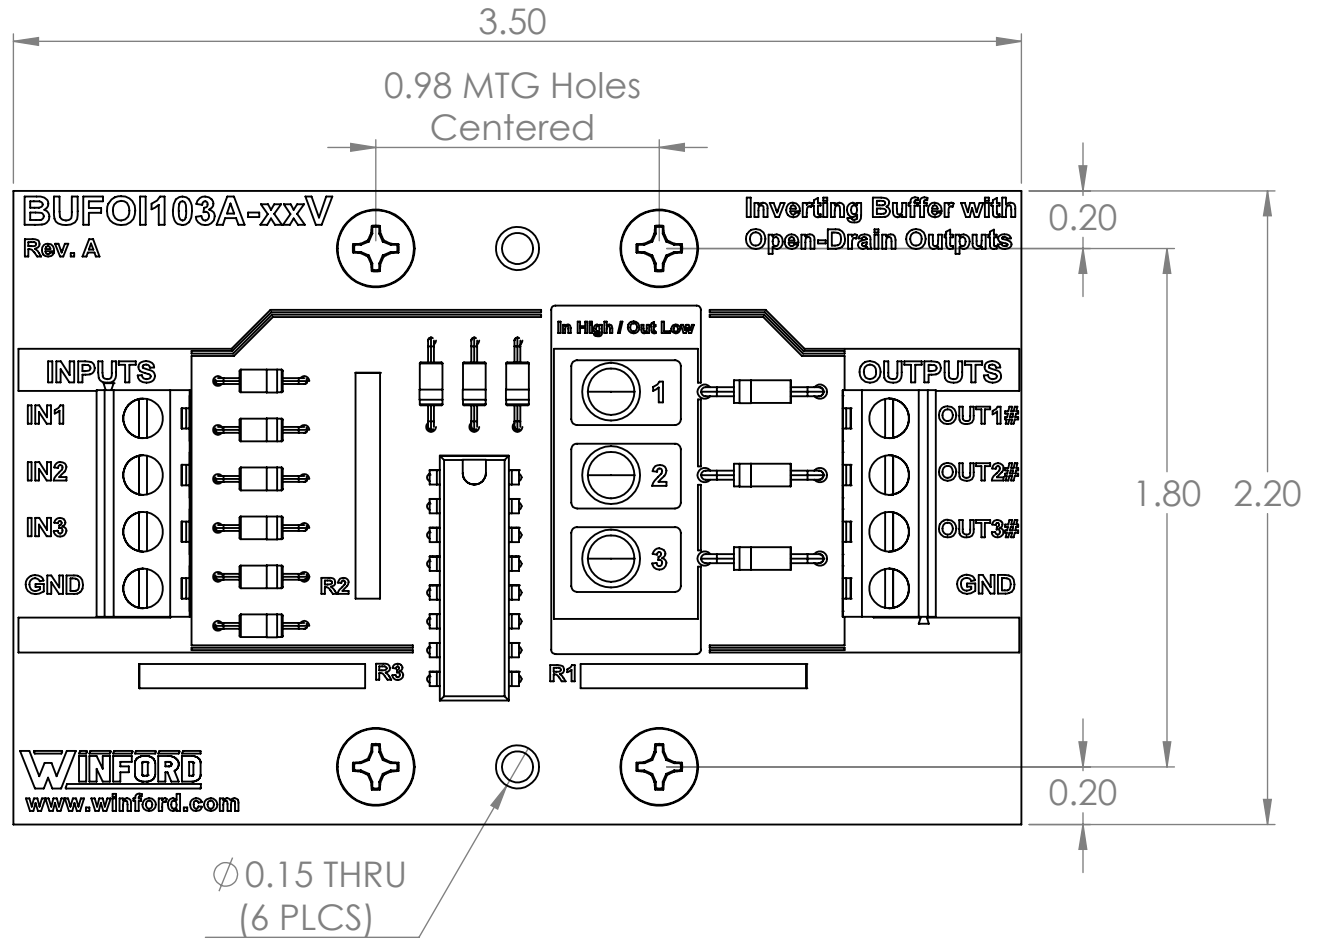 3.50
0.98 MTG Holes
Centered
BUFOI103A-xxV
Rev. A
Inverting Buffer with
Open-Drain Outputs
0.20
In High / Out Low
INPUTS
OUTPUTS
IN1
1
OUT1#
IN2
2
OUT2#
1.80
2.20
IN3
3
OUT3#
GND
R2
GND
R3
R1
WINFORD
www.winford.com
0.20
Ø0.15 THRU
(6 PLCS)